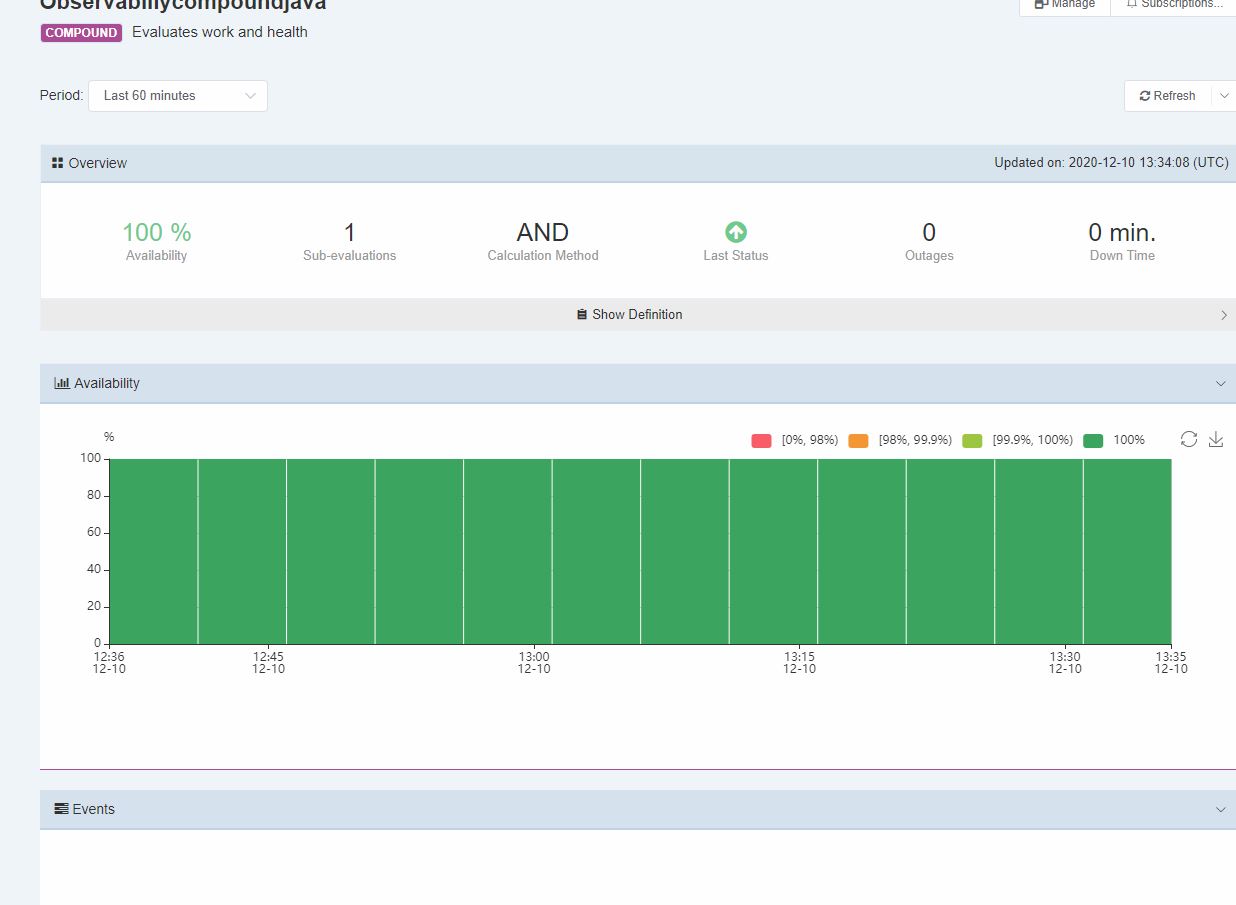 Observabiliycompoundjava
Manage
Subscriptions...
COMPOUND Evaluates work and health
Period: Last 60 minutes
Refresh
Overview
Updated on: 2020-12-10 13:34:08 (UTC)
100 %
Availability
1
Sub-evaluations
AND
Calculation Method
Last Status
0
Outages
0 min.
Down Time
Show Definition
Availability
%
[0%, 98%)
[98%, 99.9%)
[99.9%, 100%)
100%
100
80
60
40
20
0
12:36
12-10
12:45
12-10
13:00
12-10
13:15
12-10
13:30
12-10
13:35
12-10
Events